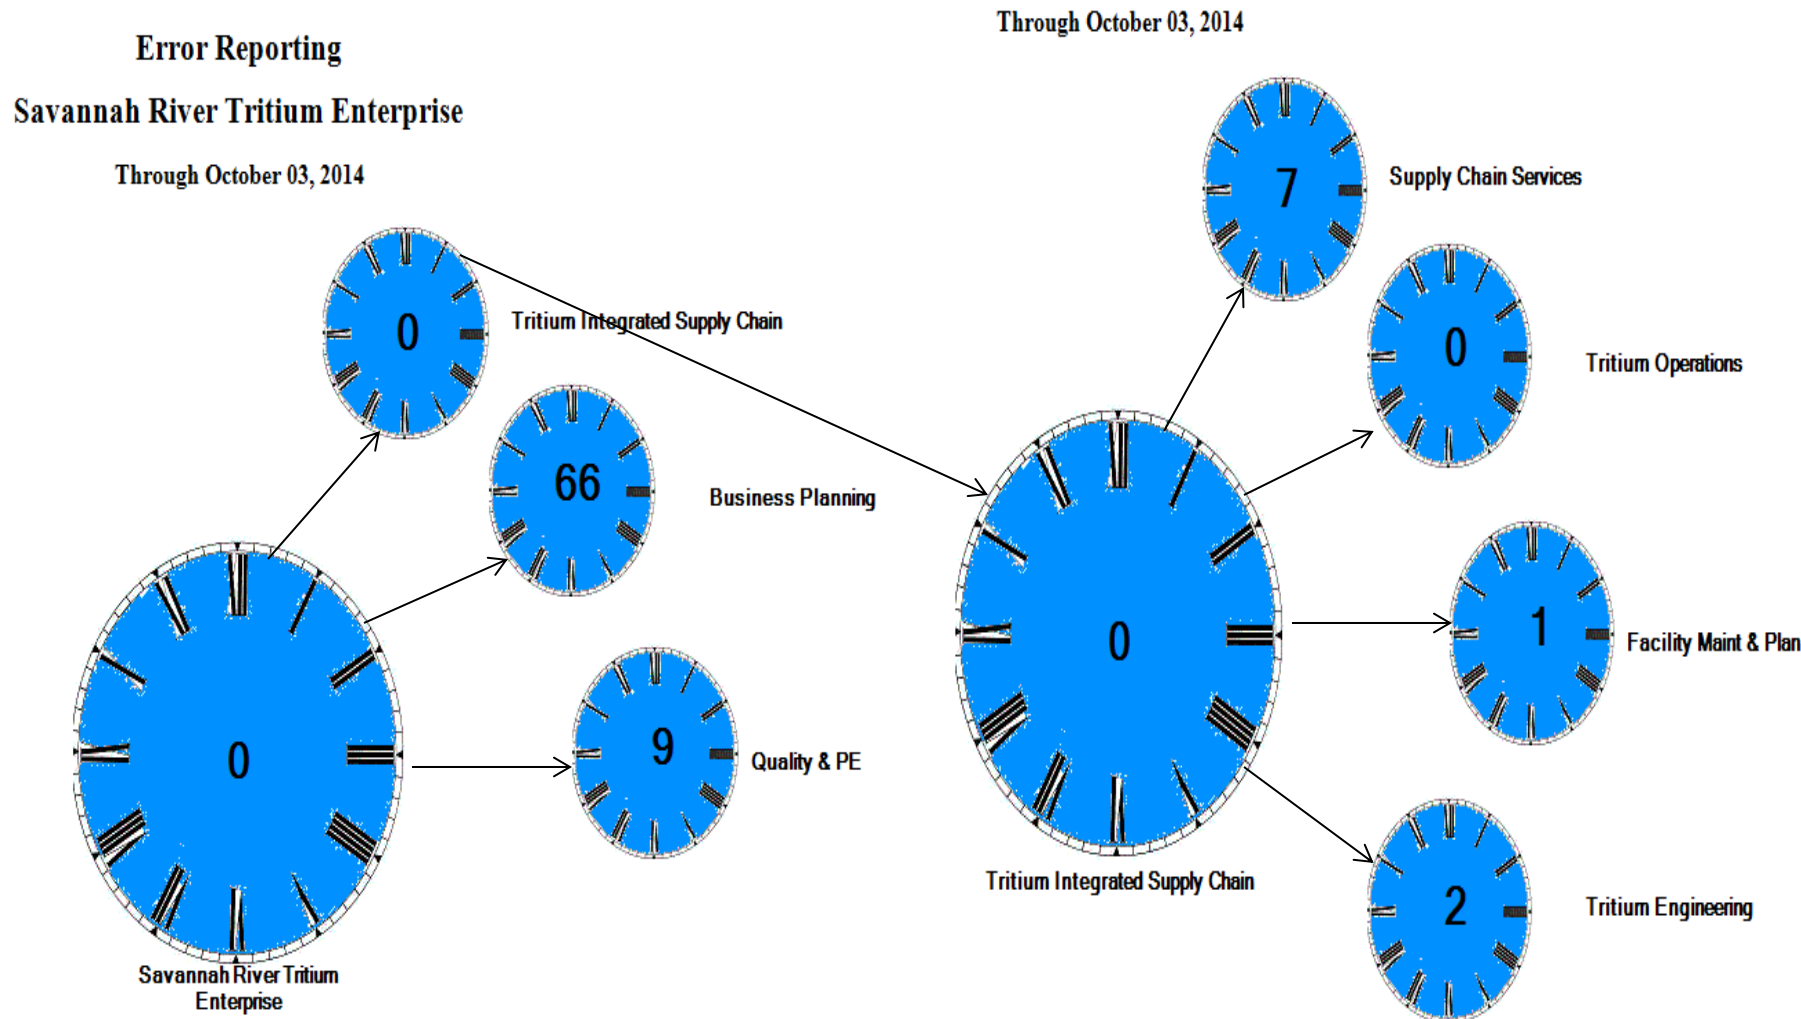 Error Reporting
Savannah River Tritium Enterprise
Through October 03, 2014
0
Tritium Integrated Supply Chain
66
Business Planning
9
Quality & PE
0
Savannah River Tritium
Enterprise
Through October 03, 2014
7
Supply Chain Services
0
Tritium Operations
1
Facility Maint & Plan
0
Tritium Integrated Supply Chain
2
Tritium Engineering